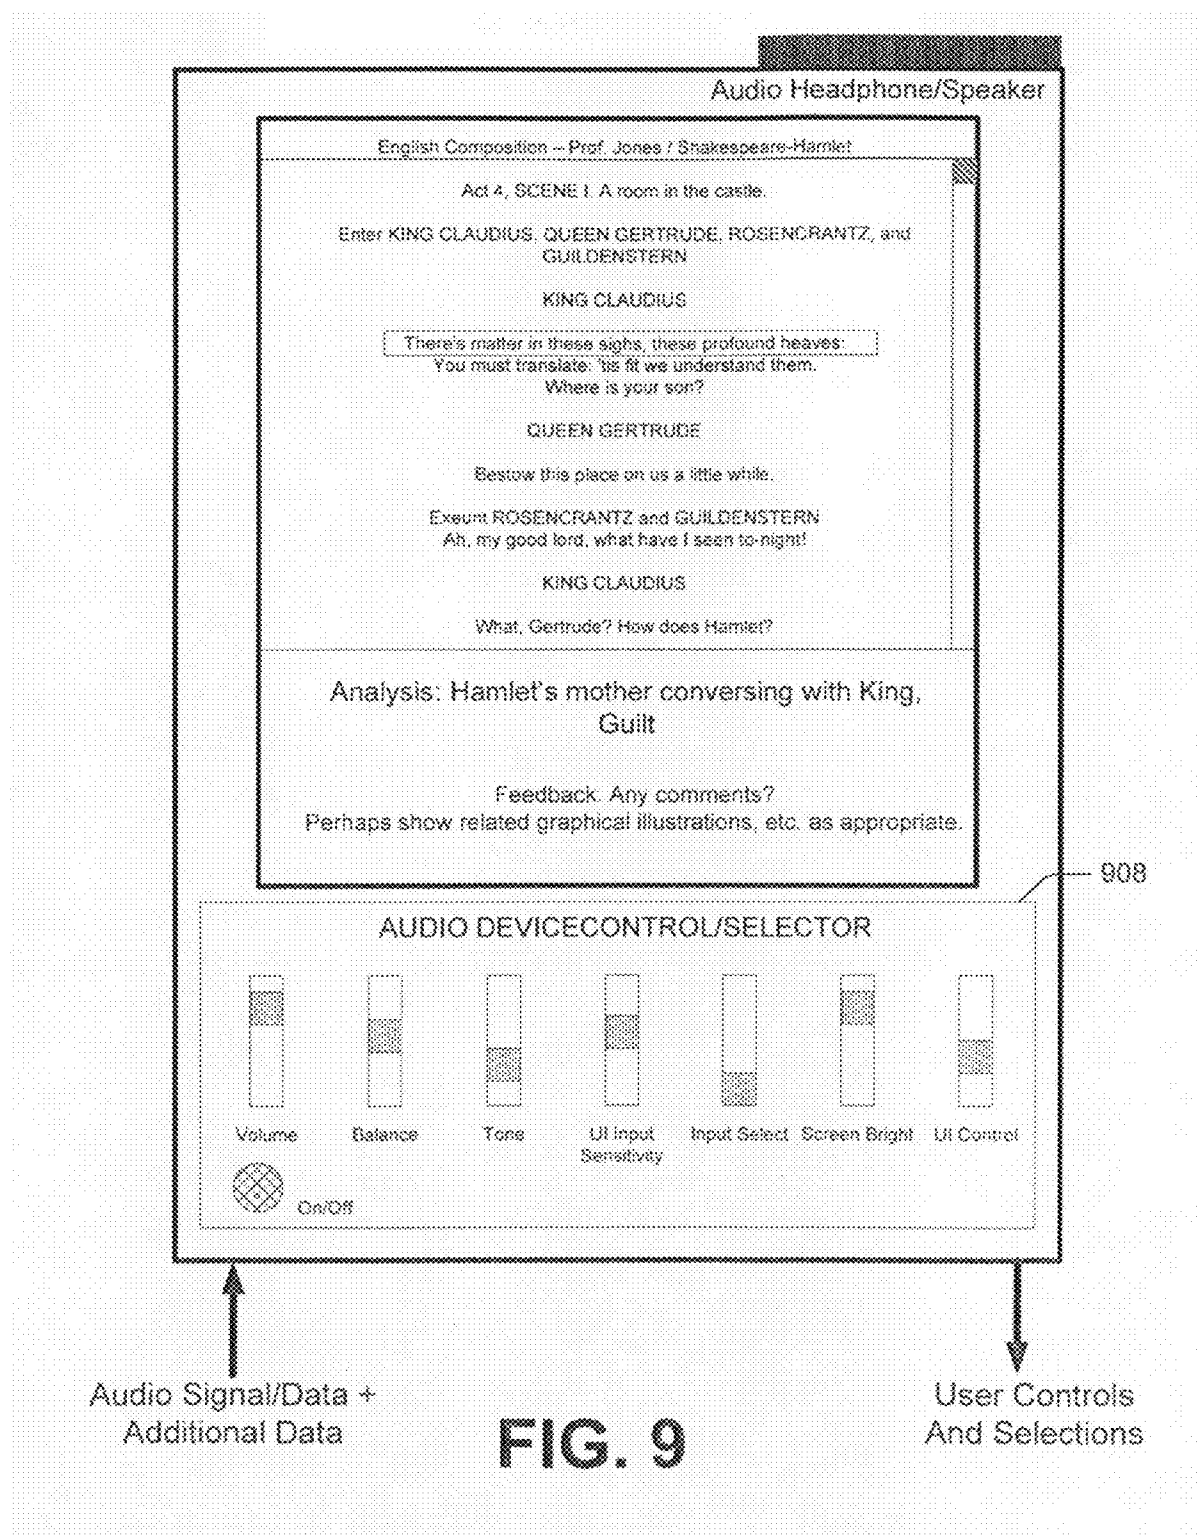 Audio Headphone/Speaker
English Composition – Prof. Jones / Shakespeare-Hamlet
Act 4, SCENE I. A room in the castle.
Enter KING CLAUDIUS, QUEEN GERTRUDE, ROSENCRANTZ, and
GUILDENSTERN
KING CLAUDIUS
There's matter in these sighs, these profound heaves:
You must translate: 'tis fit we understand them.
Where is your son?
QUEEN GERTRUDE
Bestow this place on us a little while.
Exeunt ROSENCRANTZ and GUILDENSTERN
Ah, my good lord, what have I seen to-night!
KING CLAUDIUS
What, Gertrude? How does Hamlet?
Analysis: Hamlet's mother conversing with King,
Guilt
Feedback. Any comments?
Perhaps show related graphical illustrations, etc. as appropriate.
908
AUDIO DEVICECONTROL/SELECTOR
Volume Balance Tone UI Input Input Select Screen Bright UI Control
Sensitivity
On/Off
Audio Signal/Data + User Controls
Additional Data And Selections
FIG. 9